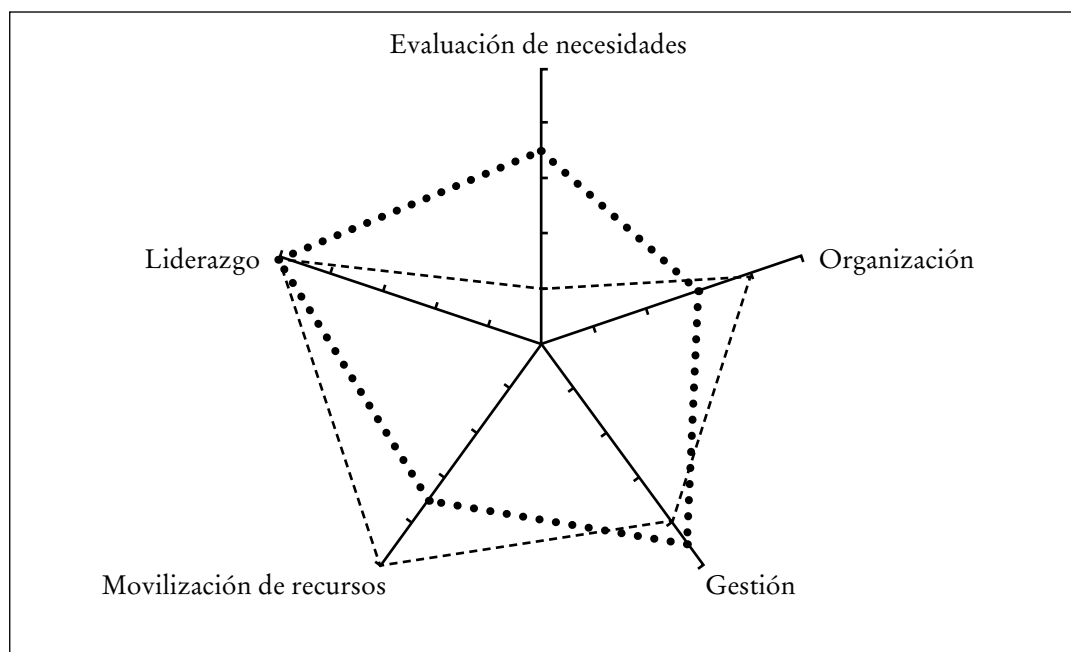 Evaluación de necesidades
Liderazgo
Organización
Movilización de recursos
Gestión